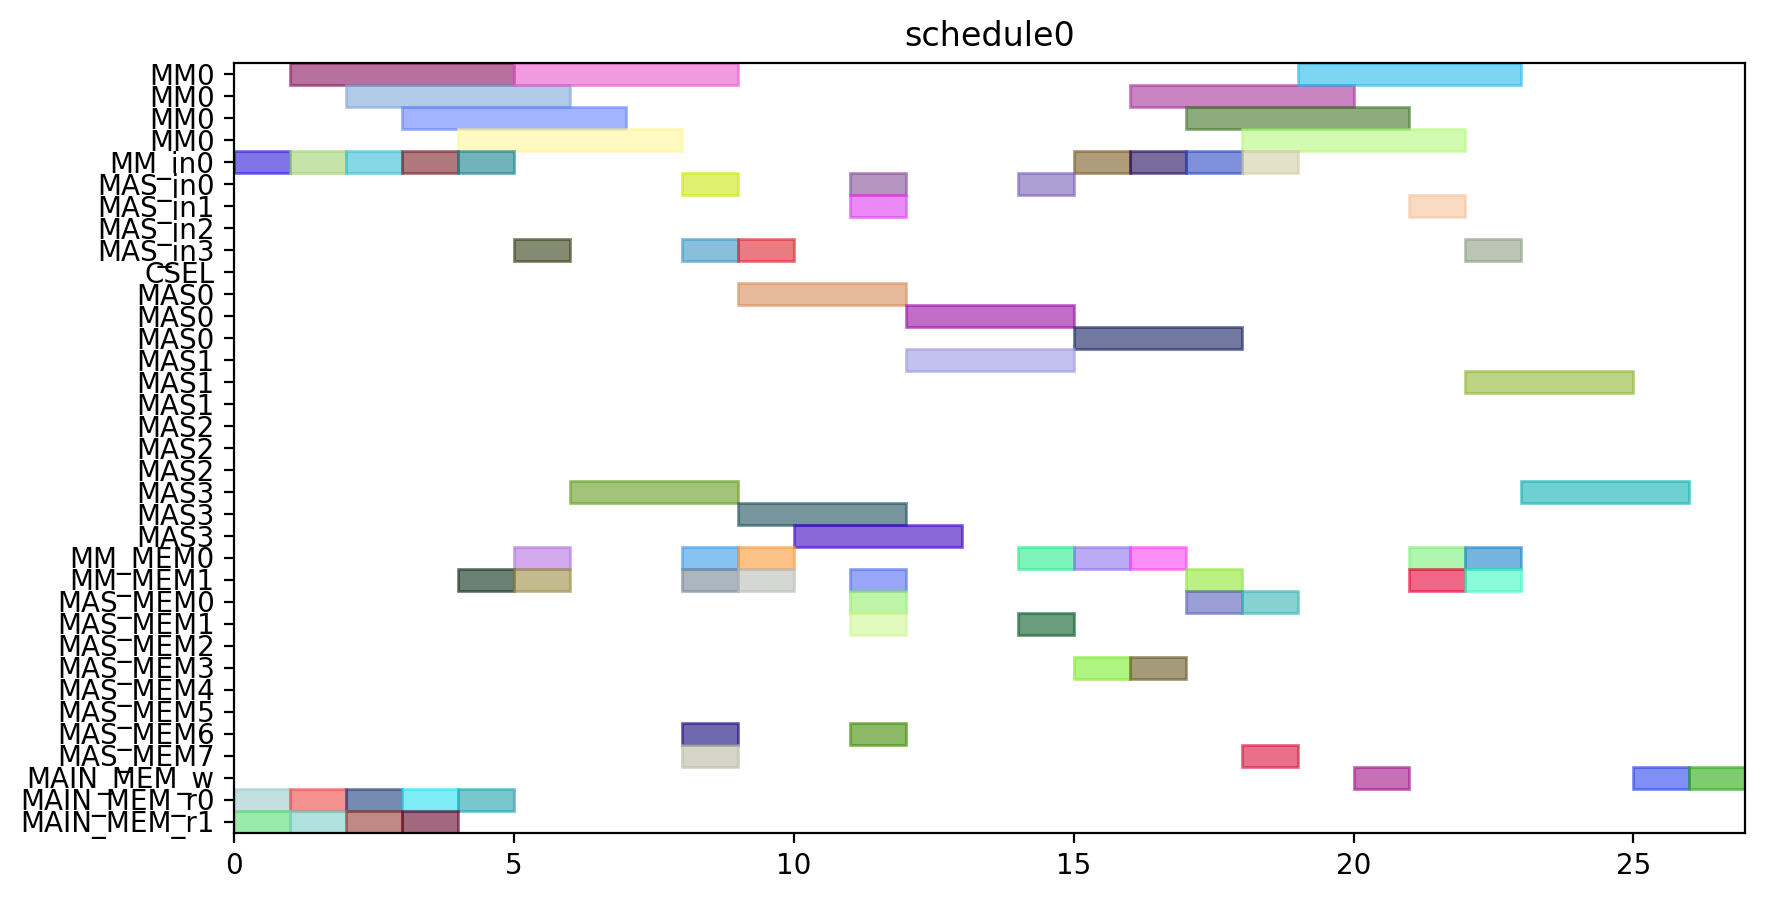 schedule0
MM0
MM0
MM0
MM0
MM_in0
MAS_in0
MAS_in1
MAS_in2
MAS_in3
CSEL
MAS0
MAS0
MAS0
MAS1
MAS1
MAS1
MAS2
MAS2
MAS2
MAS3
MAS3
MAS3
MM_MEM0
MM_MEM1
MAS_MEM0
MAS_MEM1
MAS_MEM2
MAS_MEM3
MAS_MEM4
MAS_MEM5
MAS_MEM6
MAS_MEM7
MAIN_MEM_w
MAIN_MEM_r0
MAIN_MEM_r1
0 5 10 15 20 25